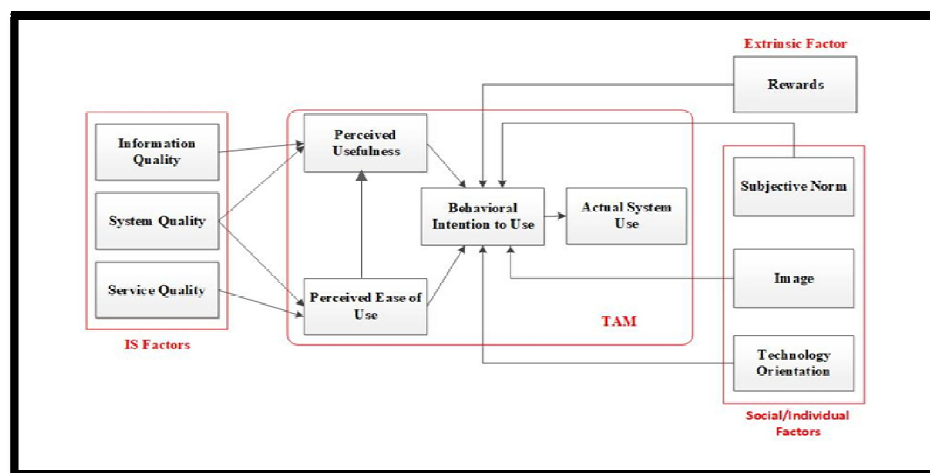 Extrinsic Factor
Rewards
Information
Quality
System Quality
Service Quality
IS Factors
Perceived
Usefulness
Perceived Ease of
Use
Behavioral
Intention to Use
Actual System
Use
TAM
Subjective Norm
Image
Technology
Orientation
Social/Individual
Factors